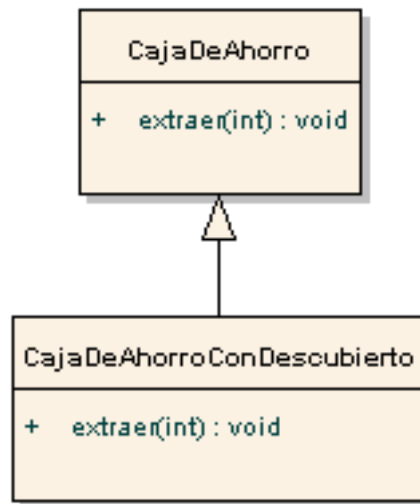 CajaDeAhorro
+ extraer(int) : void
CajaDeAhorroConDescubierto
+ extraer(int) : void